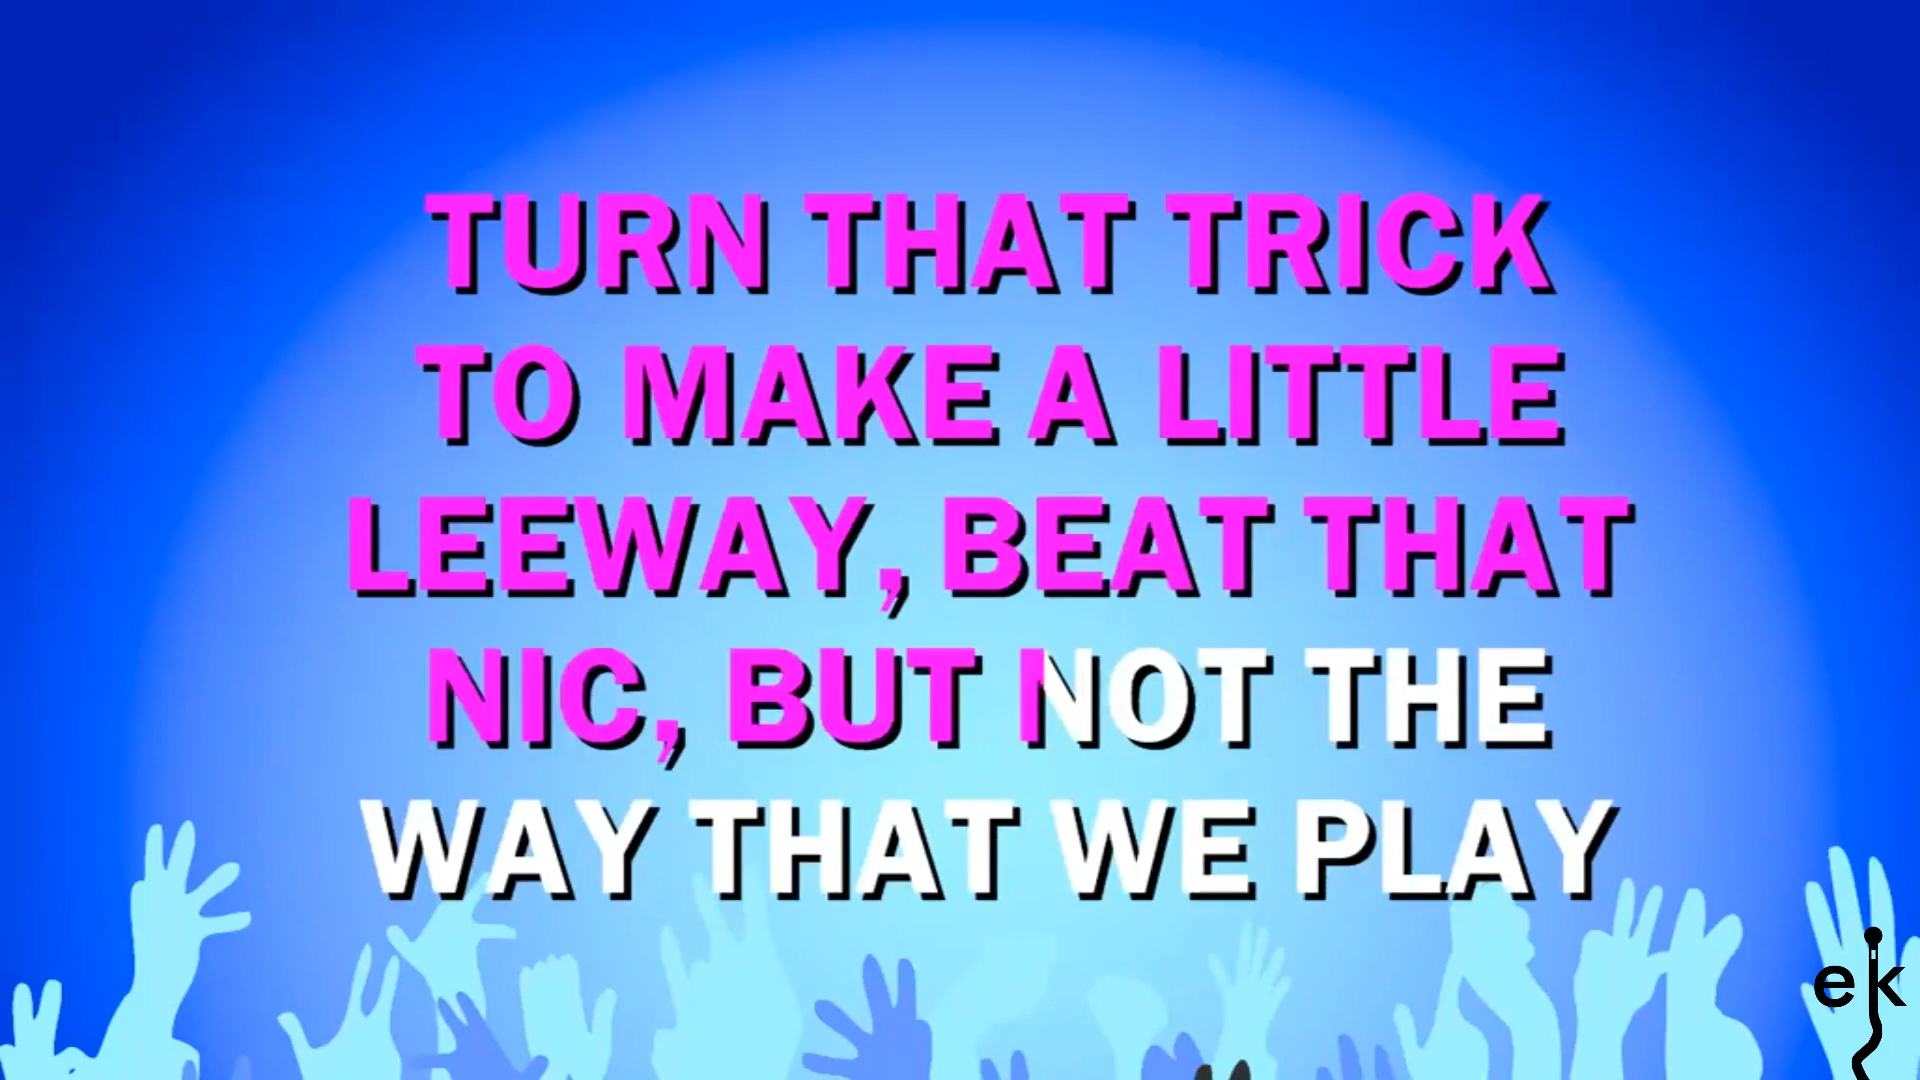 TURN THAT TRICK
TO MAKE A LITTLE
LEEWAY, BEAT THAT
NIC, BUT NOT THE
WAY THAT WE PLAY
ek